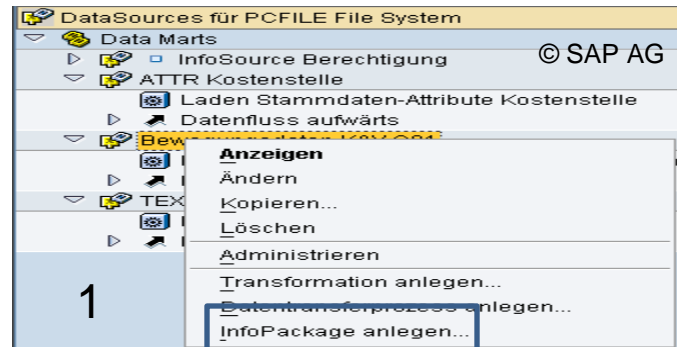 DataSources für PCFILE File System
Data Marts
InfoSource Berechtigung
© SAP AG
ATTR Kostenstelle
Laden Stammdaten-Attribute Kostenstelle
Datenfluss aufwärts
Anzeigen
Ändern
Kopieren...
TEX
Löschen
Administrieren
Transformation anlegen...
1
Datentransferprozess anlegen...
InfoPackage anlegen...